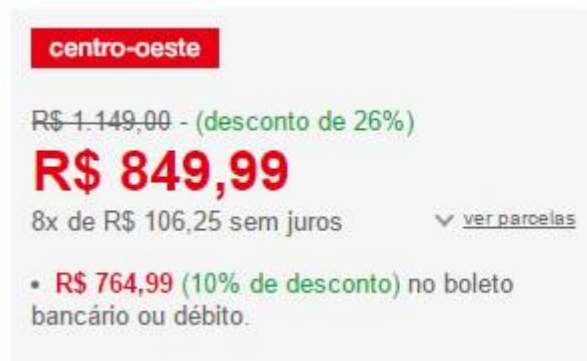 centro-oeste
R$ 1.149,00 - (desconto de 26%)
R$ 849,99
8x de R$ 106,25 sem juros ver parcelas
• R$ 764,99 (10% de desconto) no boleto
bancário ou débito.